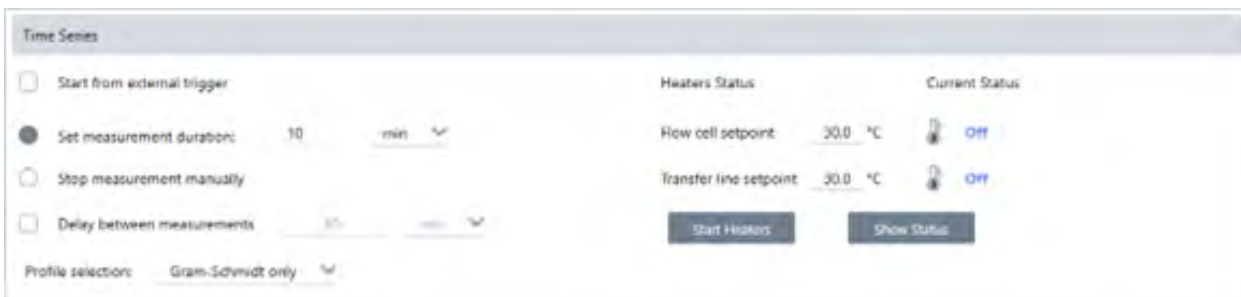 Time Series
Start from external trigger
Set measurement duration: 10 min
Stop measurement manually
Delay between measurements
Profile selection: Gram-Schmidt only
Heaters Status Current Status
Flow cell setpoint 30.0 °C Off
Transfer line setpoint 30.0 °C Off
Start Heaters Show Status